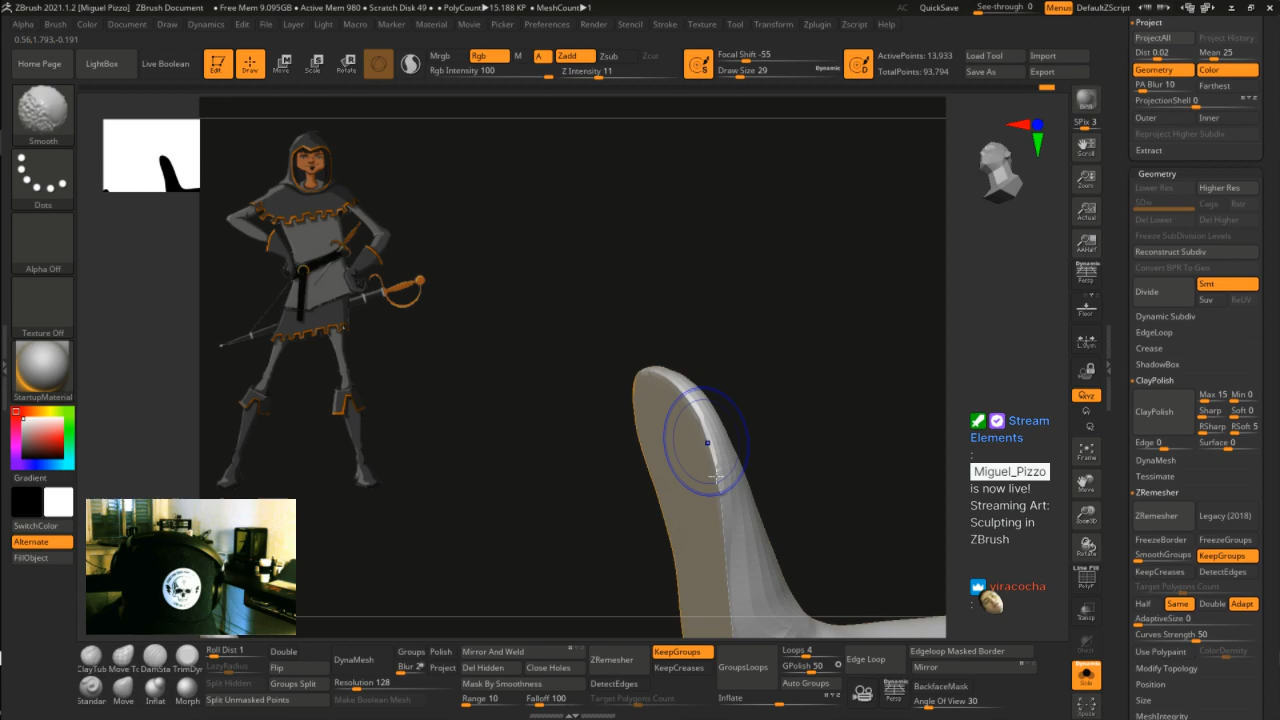 ZBrush 2021.1.2 [Miguel Pizzo]   ZBrush Document   • Free Mem 9.095GB • Active Mem 980 • Scratch Disk 49 • PolyCount▶15.188 KP • MeshCount▶1
AC QuickSave See-through 0 Menus DefaultZScript
Alpha Brush Color Document Draw Dynamics Edit File Layer Light Macro Marker Material Movie Picker Preferences Render Stencil Stroke Texture Tool Transform Zplugin Zscript Help
0.56,1.793,-0.191
Home Page LightBox Live Boolean
Edit Draw Move Scale Rotate
Mrgb Rgb M A Zadd Zsub
Rgb Intensity 100 Z Intensity 11
S Focal Shift -55
Draw Size 29 Dynamic
D ActivePoints: 13,933
TotalPoints: 93,794
Load Tool Import
Save As Export
Smooth
Dots
Alpha Off
Texture Off
StartupMaterial
Gradient
SwitchColor
Alternate
FillObject
Stream
Elements
:
Miguel_Pizzo
is now live!
Streaming Art:
Sculpting in
ZBrush
viracocha
:
BPR
SPix 3
Scroll
Zoom
Actual
AAHalf
Dynamic
Persp
Floor
L.Sym
Qxyz
Frame
Move
Zoom3D
Rotate
Line Fill
PolyF
Transp
Ghost
Dynamic
Solo
Xpose
Project
ProjectAll Project History
Dist 0.02 Mean 25
Geometry Color
PA Blur 10 Farthest
ProjectionShell 0
Outer Inner
Reproject Higher Subdiv
Extract
Geometry
Lower Res Higher Res
SDiv Cage Rstr
Del Lower Del Higher
Freeze SubDivision Levels
Reconstruct Subdiv
Convert BPR To Geo
Divide Smt
Suv ReUV
Dynamic Subdiv
EdgeLoop
Crease
ShadowBox
ClayPolish
ClayPolish Max 15 Min 0
Sharp Soft 0
RSharp RSoft 5
Edge 0 Surface 0
DynaMesh
Tessimate
ZRemesher
ZRemesher Legacy (2018)
FreezeBorder FreezeGroups
SmoothGroups KeepGroups
KeepCreases DetectEdges
Target Polygons Count
Half Same Double Adapt
AdaptiveSize 0
Curves Strength 50
Use Polypaint ColorDensity
Modify Topology
Position
Size
MeshIntegrity
ClayTub Move T DamSta TrimDyr
Standar Move Inflat Morph
Roll Dist 1 Double
LazyRadius Flip
Split Hidden Groups Split
Split Unmasked Points
DynaMesh
Resolution 128
Groups Polish
Blur 2 Project
Make Boolean Mesh
Mirror And Weld
Del Hidden Close Holes
Mask By Smoothness
Range 10 Falloff 100
ZRemesher KeepGroups
KeepCreases
DetectEdges
Target Polygons Count
GroupsLoops
Inflate
Loops 4
GPolish 50
Auto Groups
Edge Loop
Persp
Edgeloop Masked Border
Mirror
BackfaceMask
Angle Of View 30